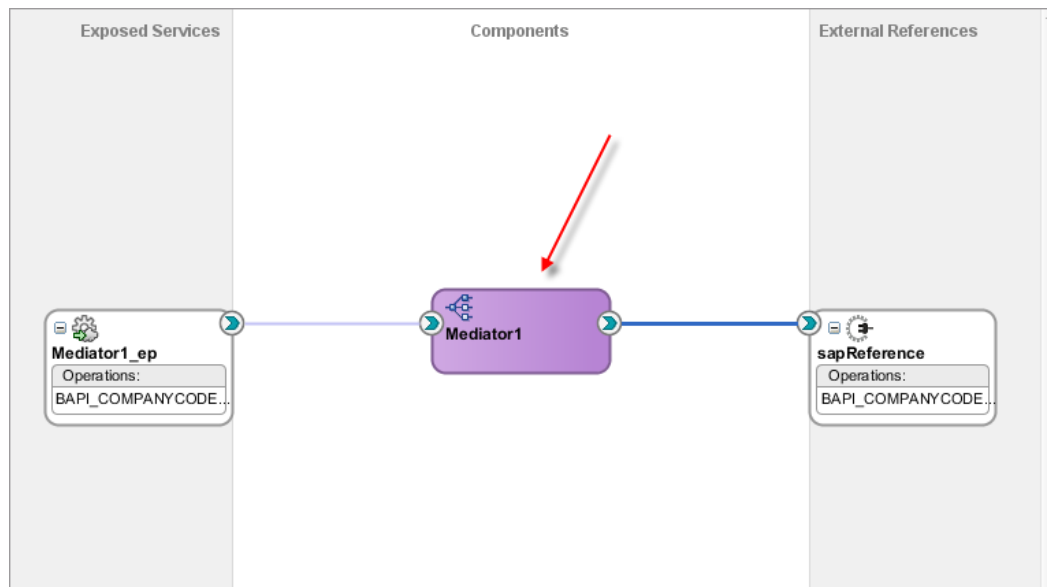 Exposed Services
Components
External References
Mediator1_ep
Operations:
BAPI_COMPANYCODE...
Mediator1
sapReference
Operations:
BAPI_COMPANYCODE...